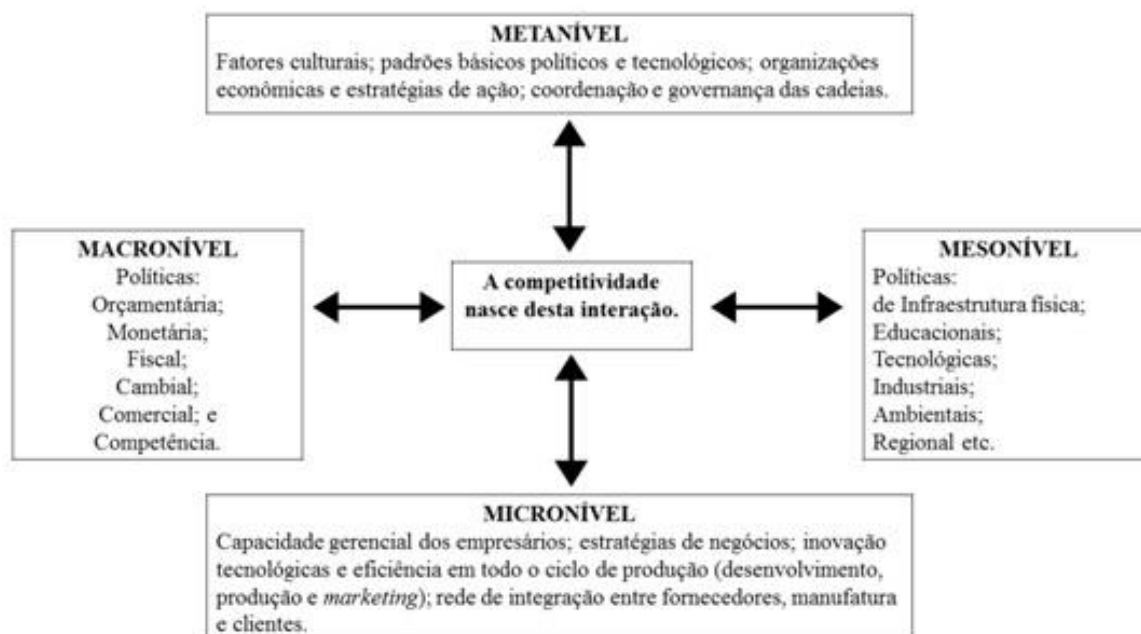 METANÍVEL
Fatores culturais; padrões básicos políticos e tecnológicos; organizações
econômicas e estratégias de ação; coordenação e governança das cadeias.
MACRONÍVEL
Políticas:
Orçamentária;
Monetária;
Fiscal;
Cambial;
Comercial; e
Competência.
A competitividade
nasce desta interação.
MESONÍVEL
Políticas:
de Infraestrutura física;
Educacionais;
Tecnológicas;
Industriais;
Ambientais;
Regional etc.
MICRONÍVEL
Capacidade gerencial dos empresários; estratégias de negócios; inovação
tecnológicas e eficiência em todo o ciclo de produção (desenvolvimento,
produção e marketing); rede de integração entre fornecedores, manufatura
e clientes.